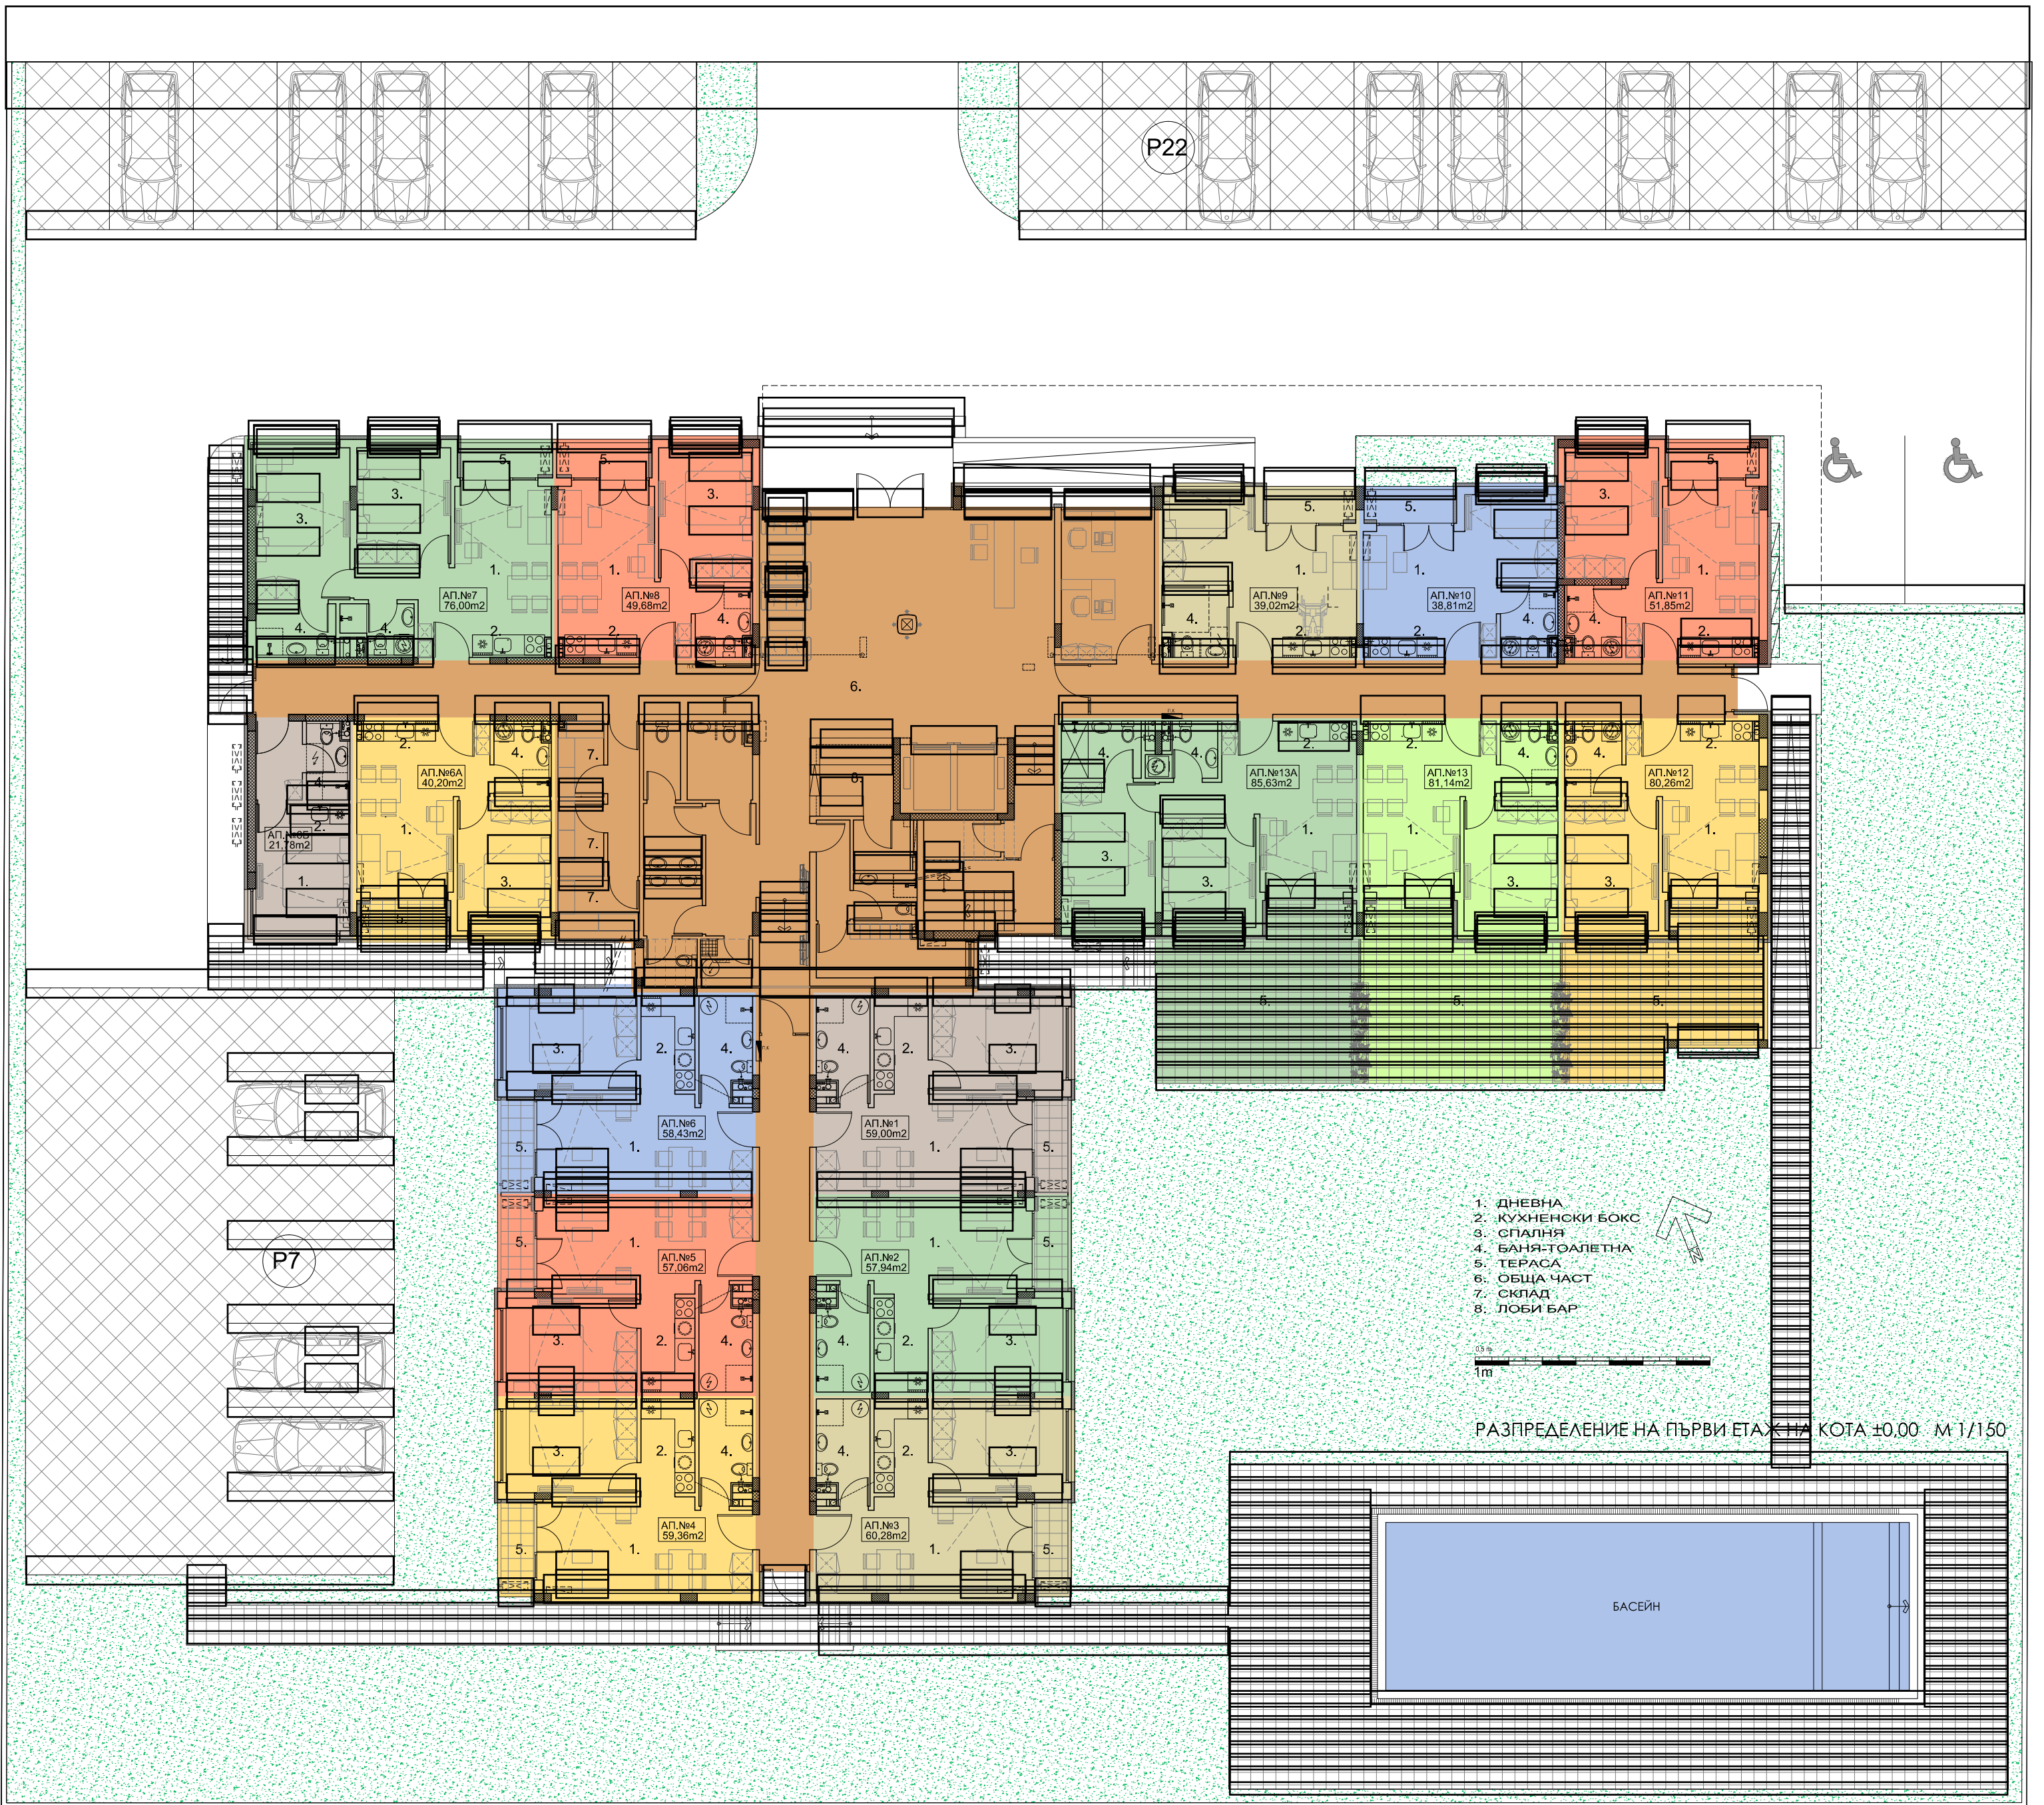 P22
5.
5.
3.
3.
3.
1.
1.
АП.№7
76,00m2
АП.№8
49,68m2
4.
4.
2.
2.
4.
5.
5.
5.
3.
1.
1.
1.
АП.№9
39,02m2
АП.№10
38,81m2
АП.№11
51,85m2
4.
2.
2.
4.
4.
2.
6.
2.
4.
7.
8.
4.
4.
2.
2.
4.
4.
2.
АП.№6А
40,20m2
АП.№13А
85,63m2
АП.№13
81,14m2
АП.№12
80,26m2
4.
2.
АП.№6Б
21,78m2
1.
7.
1.
1.
1.
3.
1.
3.
7.
3.
3.
3.
5.
5.
5.
5.
3.
2.
4.
4.
2.
3.
АП.№6
58,43m2
АП.№1
59,00m2
5.
1.
1.
5.
5.
1.
1.
5.
АП.№5
57,06m2
АП.№2
57,94m2
P7
3.
2.
4.
4.
2.
3.
3.
2.
4.
4.
2.
3.
АП.№4
59,36m2
АП.№3
60,28m2
5.
1.
1.
5.
1. ДНЕВНА
2. КУХНЕНСКИ БОКС
3. СПАЛНЯ
4. БАНЯ-ТОАЛЕТНА
5. ТЕРАСА
6. ОБЩА ЧАСТ
7. СКЛАД
8. ЛОБИ БАР
0,5 m
1m
РАЗПРЕДЕЛЕНИЕ НА ПЪРВИ ЕТАЖ НА КОТА ±0,00 М 1/150
БАСЕЙН